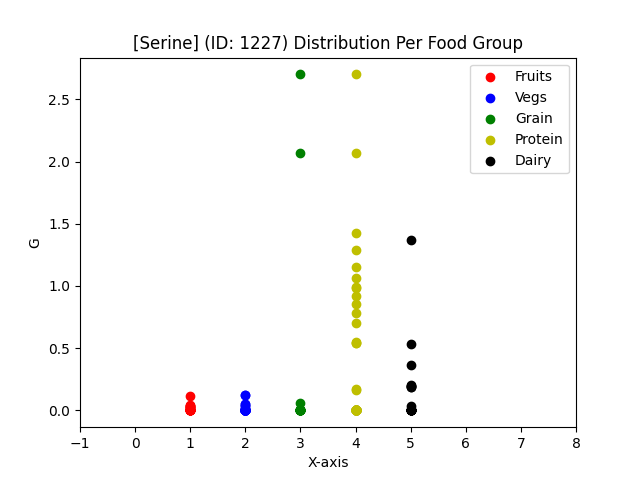 [Serine] (ID: 1227) Distribution Per Food Group
Fruits
Vegs
Grain
Protein
Dairy
2.5
2.0
1.5
1.0
0.5
0.0
G
−1 0 1 2 3 4 5 6 7 8
X-axis